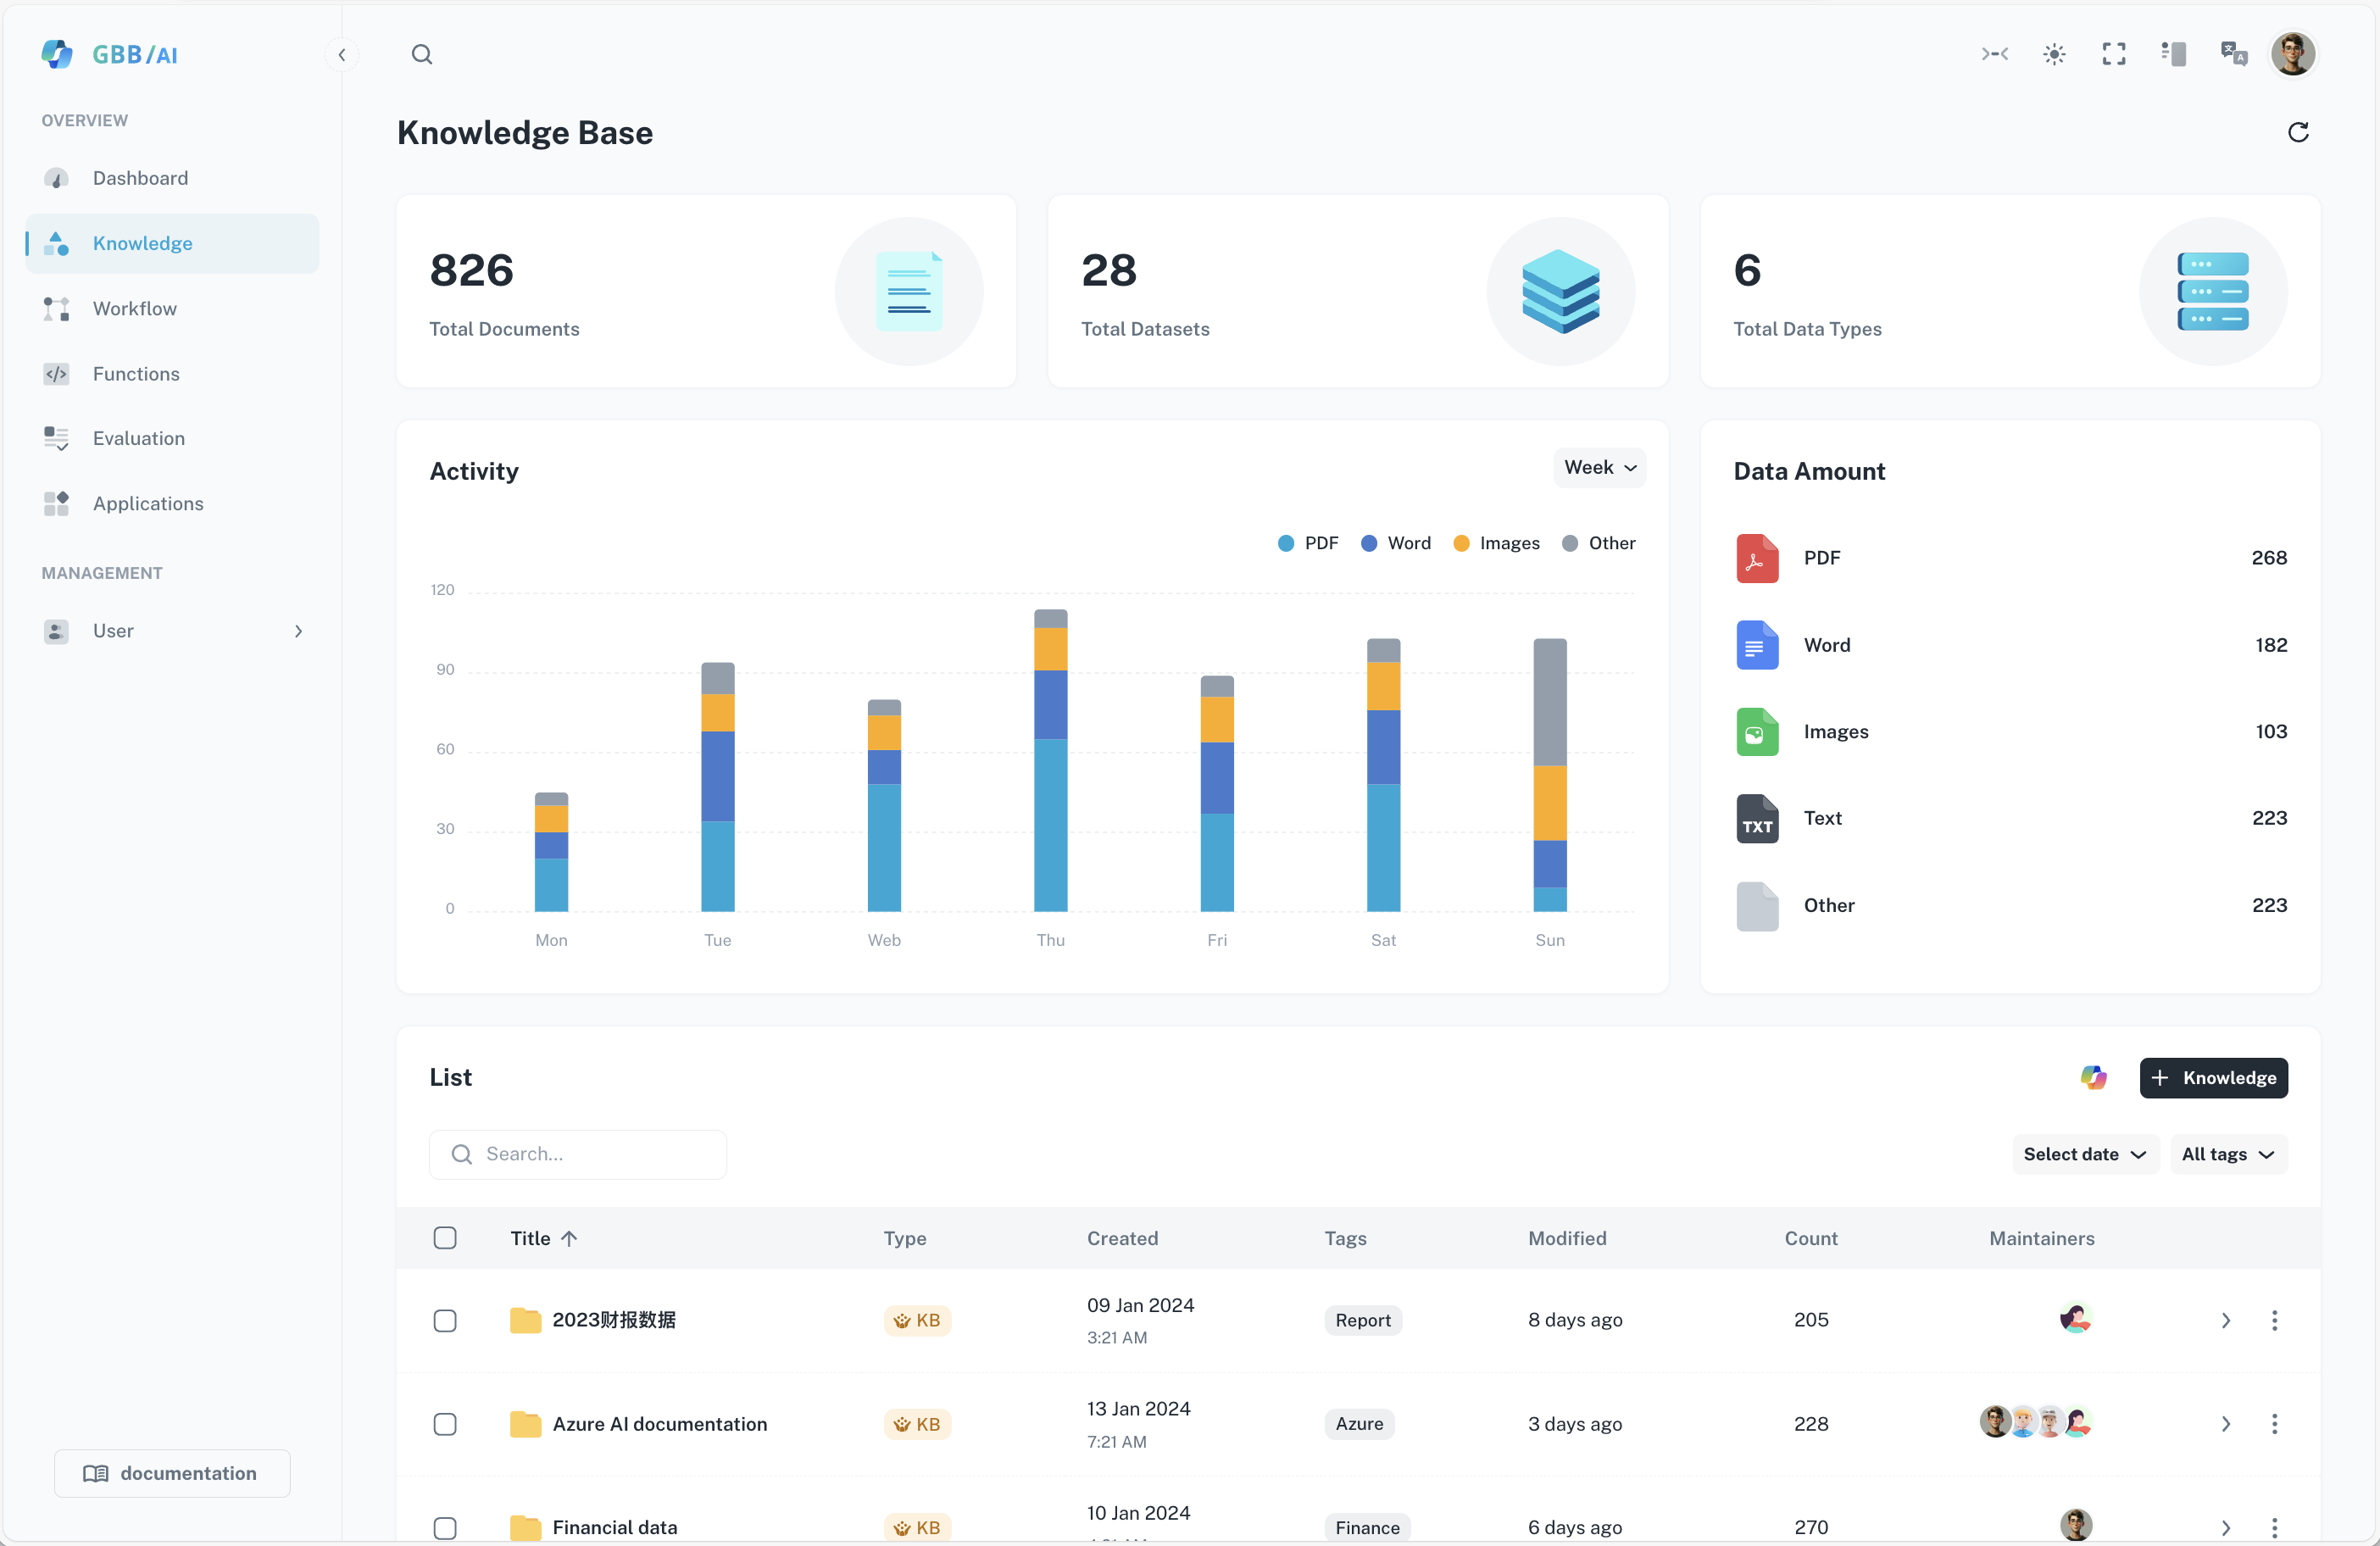 GBB/AI
OVERVIEW
Dashboard
Knowledge
Workflow
Functions
Evaluation
Applications
MANAGEMENT
User
documentation
Knowledge Base
826
Total Documents
28
Total Datasets
6
Total Data Types
Activity
Week
PDF Word Images Other
120
90
60
30
0
Mon Tue Web Thu Fri Sat Sun
Data Amount
PDF 268
Word 182
Images 103
TXT Text 223
Other 223
List
+ Knowledge
Search...
Select date All tags
Title Type Created Tags Modified Count Maintainers
2023财报数据 KB 09 Jan 2024 Report 8 days ago 205
3:21 AM
Azure AI documentation KB 13 Jan 2024 Azure 3 days ago 228
7:21 AM
Financial data KB 10 Jan 2024 Finance 6 days ago 270